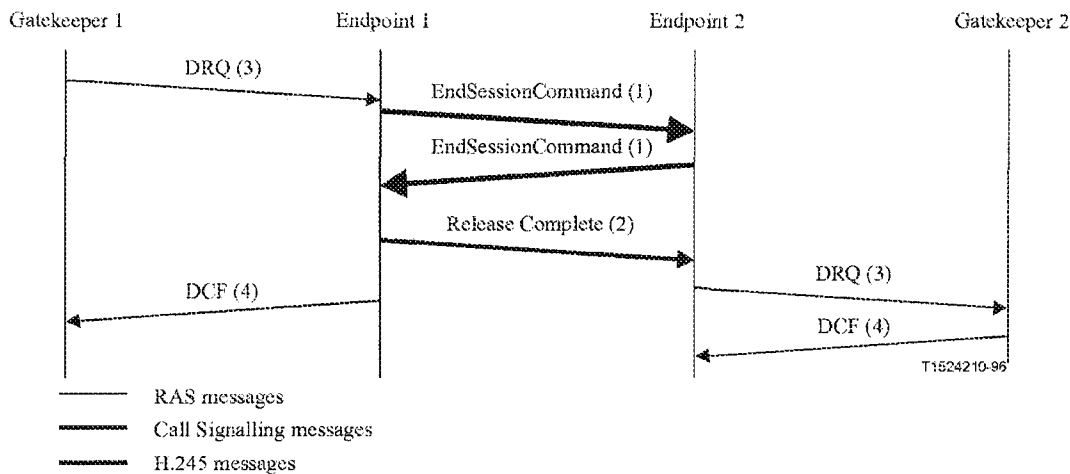 Gatekeeper 1 Endpoint 1 Endpoint 2 Gatekeeper 2
DRQ (3)
EndSessionCommand (1)
EndSessionCommand (1)
Release Complete (2)
DRQ (3)
DCF (4)
DCF (4)
T1524210-96
RAS messages
Call Signalling messages
H.245 messages